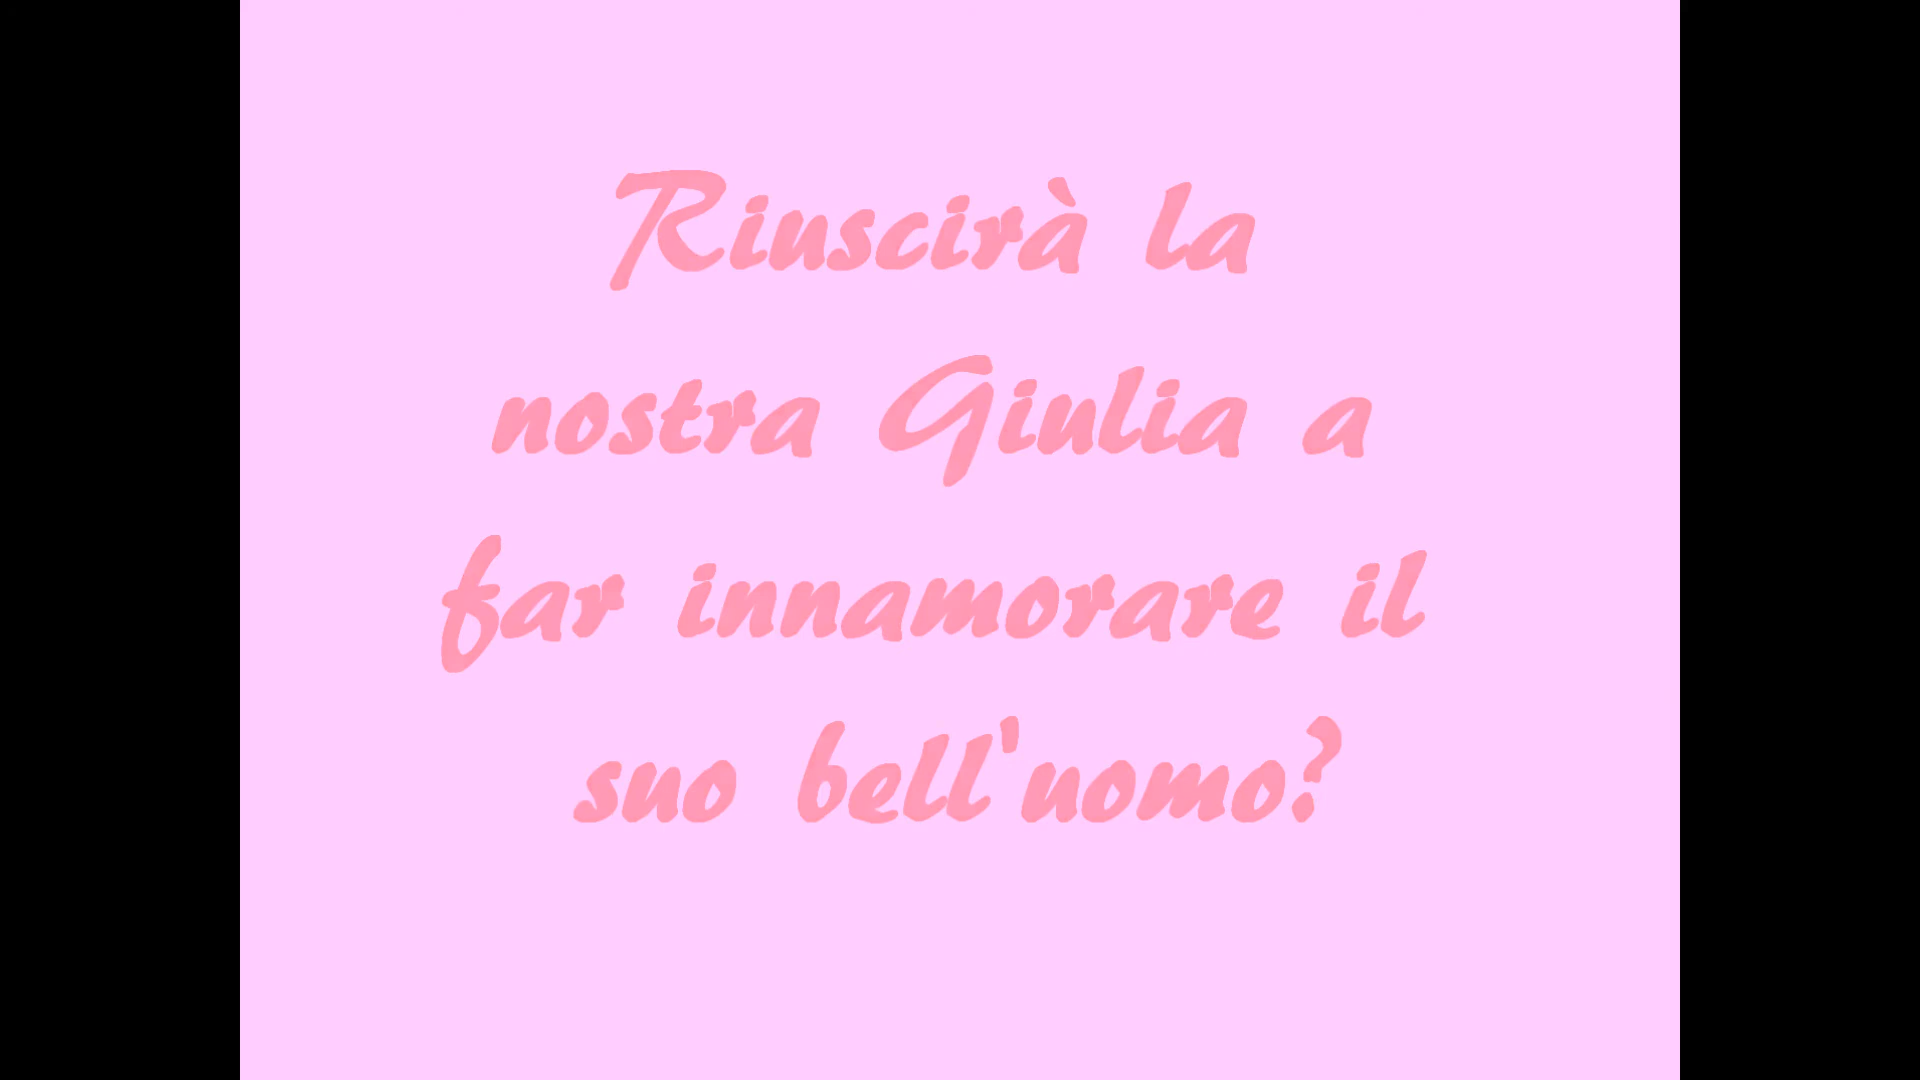 Riuscirà la
nostra Giulia a
far innamorare il
suo bell'uomo?